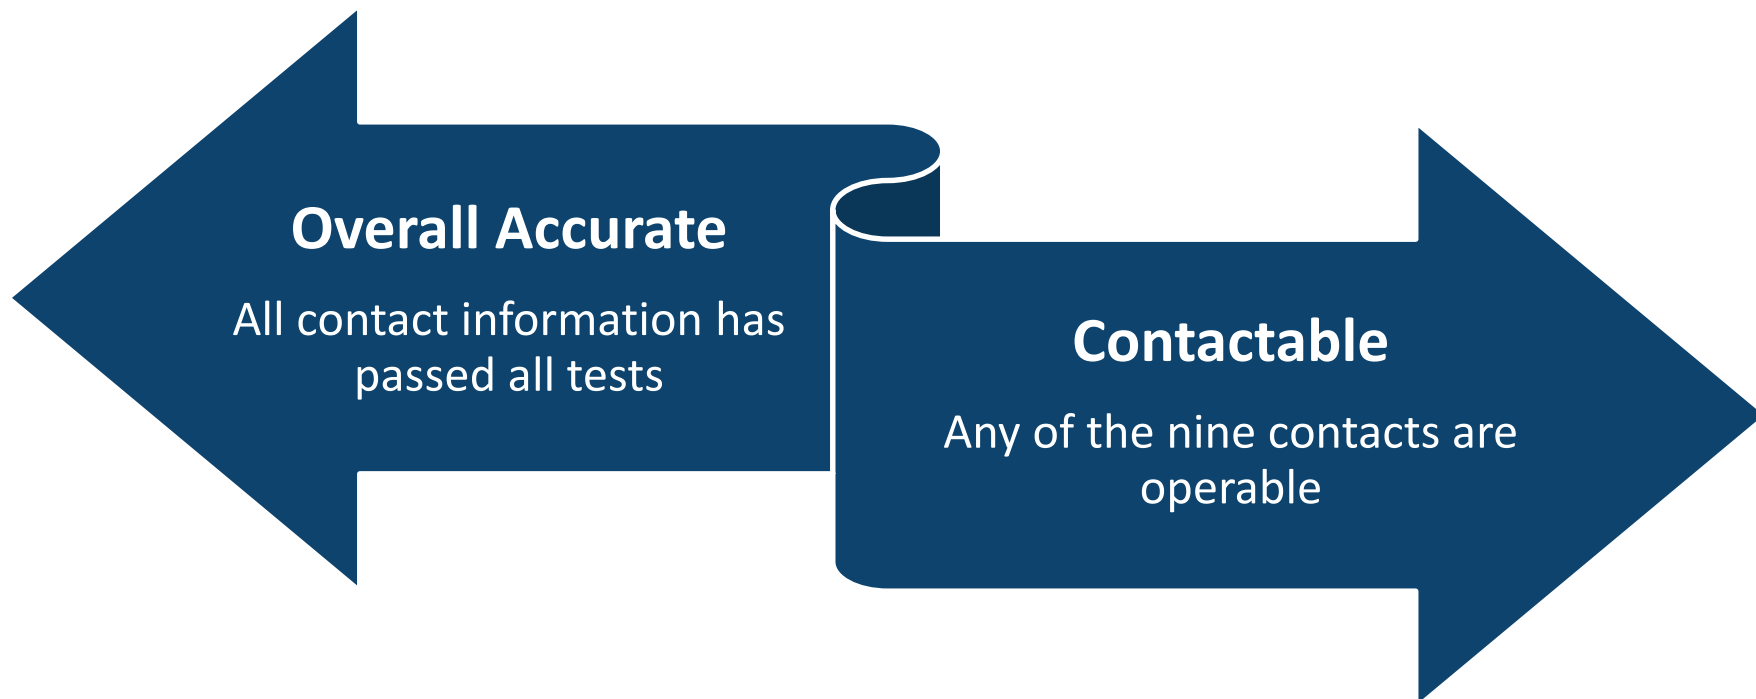 Overall Accurate
All contact information has
passed all tests
Contactable
Any of the nine contacts are
operable